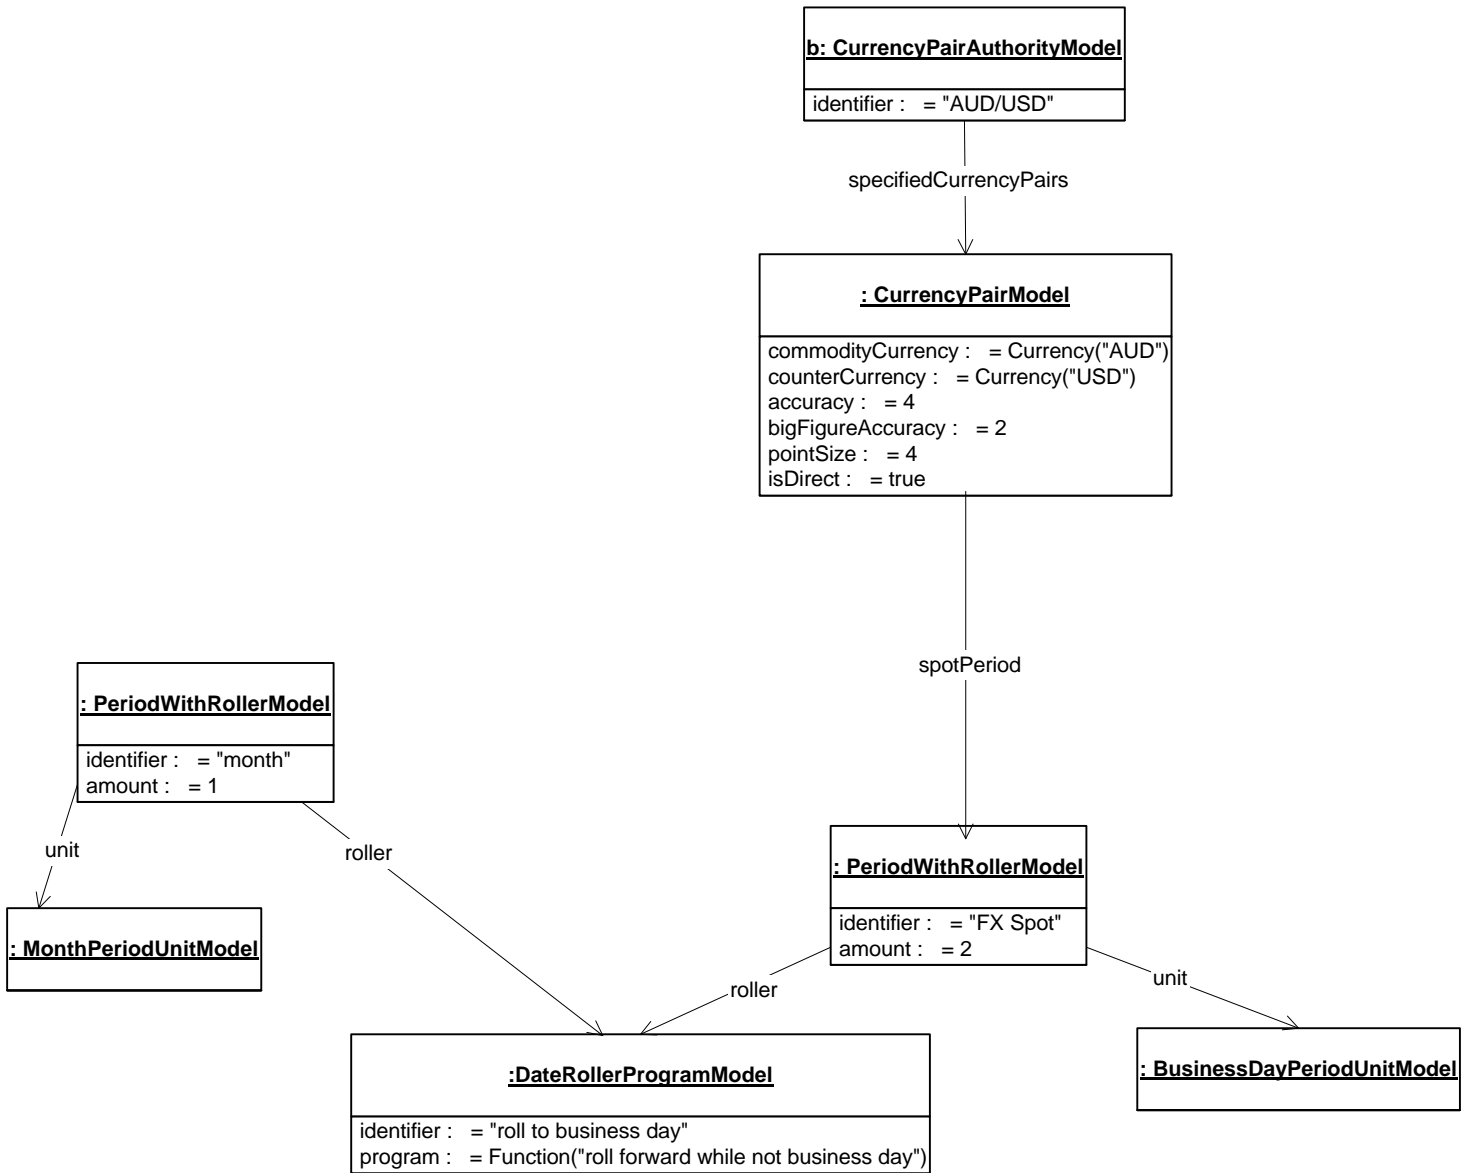 b: CurrencyPairAuthorityModel
identifier :   = "AUD/USD"
specifiedCurrencyPairs
: CurrencyPairModel
commodityCurrency :   = Currency("AUD")
counterCurrency :   = Currency("USD")
accuracy :   = 4
bigFigureAccuracy :   = 2
pointSize :   = 4
isDirect :   = true
spotPeriod
: PeriodWithRollerModel
identifier :   = "month"
amount :   = 1
unit
roller
: MonthPeriodUnitModel
: PeriodWithRollerModel
identifier :   = "FX Spot"
amount :   = 2
roller
unit
:DateRollerProgramModel
identifier :   = "roll to business day"
program :   = Function("roll forward while not business day")
: BusinessDayPeriodUnitModel